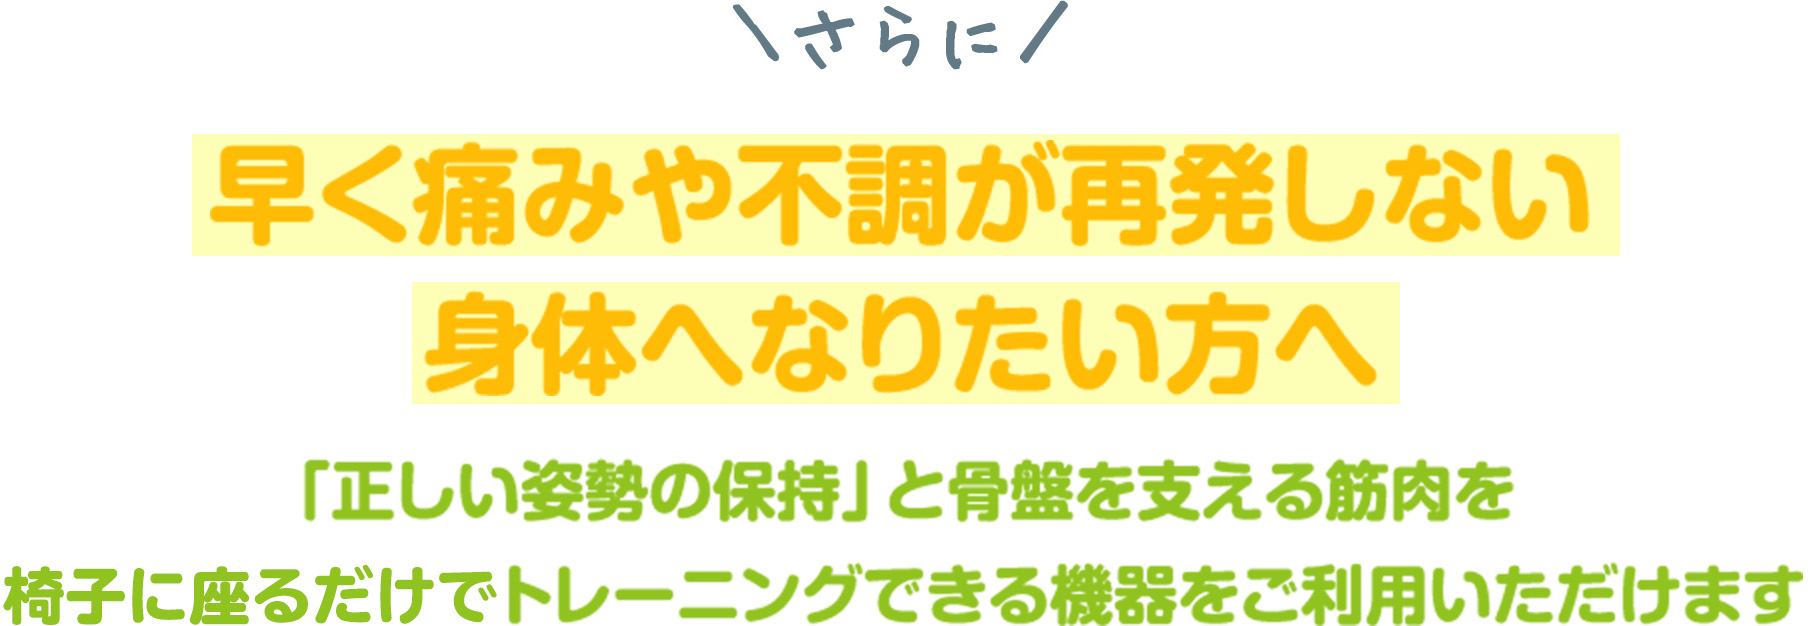 \さらに/
早く痛みや不調が再発しない
身体へなりたい方へ
「正しい姿勢の保持」と骨盤を支える筋肉を
椅子に座るだけでトレーニングできる機器をご利用いただけます